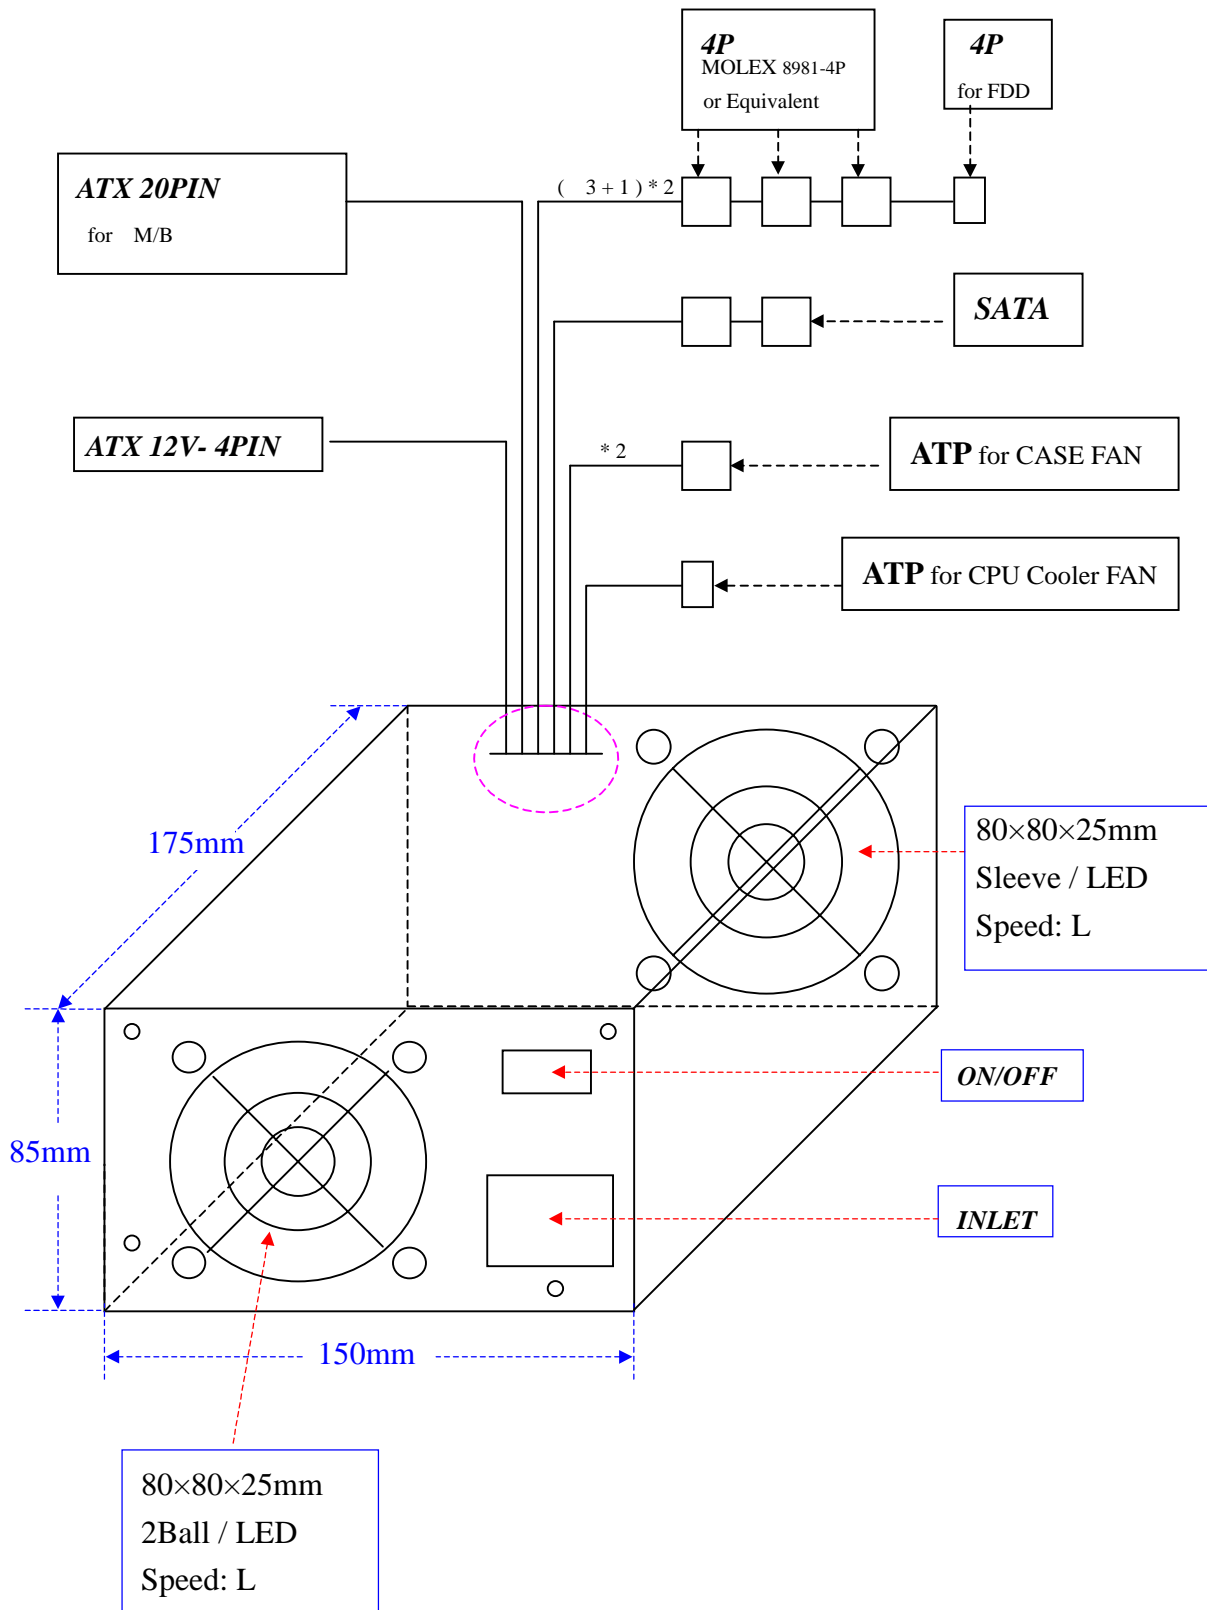 4P
MOLEX 8981-4P
or Equivalent
4P
for FDD
ATX 20PIN
for M/B
( 3 + 1 ) * 2
SATA
ATX 12V- 4PIN
* 2
ATP for CASE FAN
ATP for CPU Cooler FAN
175mm
80×80×25mm
Sleeve / LED
Speed: L
ON/OFF
85mm
INLET
150mm
80×80×25mm
2Ball / LED
Speed: L